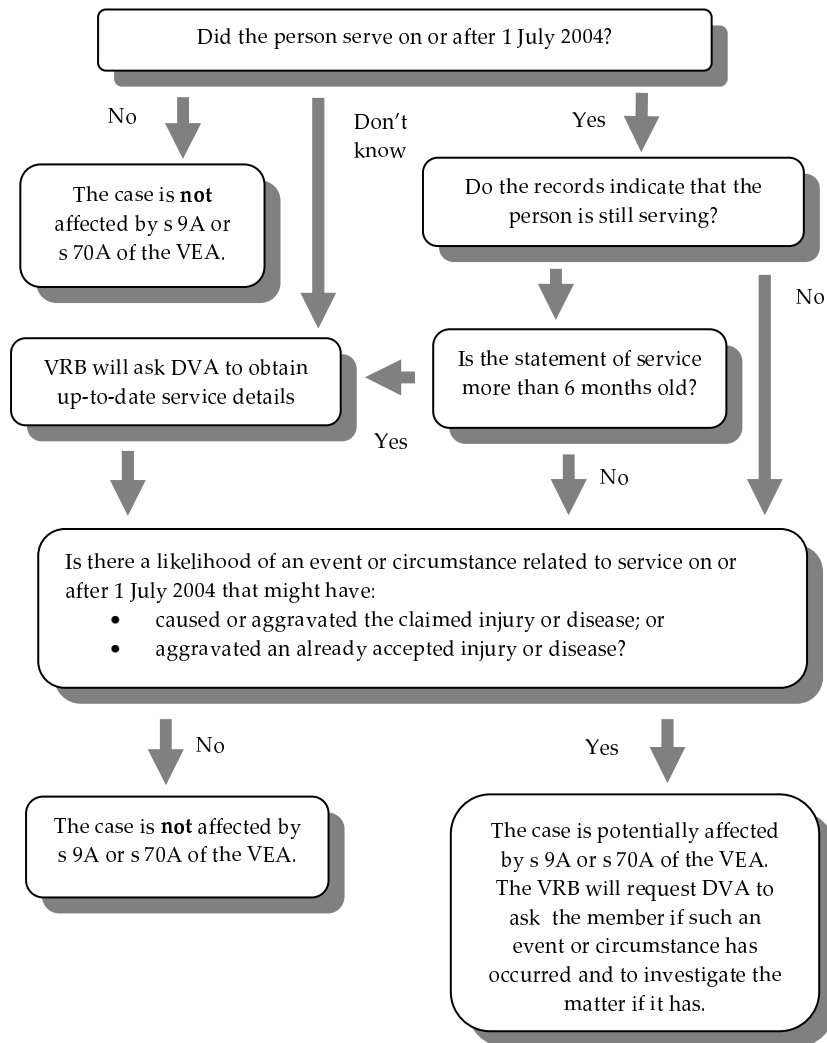 Did the person serve on or after 1 July 2004?
No
Don't
know
Yes
The case is not
affected by s 9A or
s 70A of the VEA.
Do the records indicate that the
person is still serving?
No
VRB will ask DVA to obtain
up-to-date service details
Is the statement of service
more than 6 months old?
Yes
No
Is there a likelihood of an event or circumstance related to service on or
after 1 July 2004 that might have:
• caused or aggravated the claimed injury or disease; or
• aggravated an already accepted injury or disease?
No
Yes
The case is not affected by
s 9A or s 70A of the VEA.
The case is potentially affected
by s 9A or s 70A of the VEA.
The VRB will request DVA to
ask the member if such an
event or circumstance has
occurred and to investigate the
matter if it has.